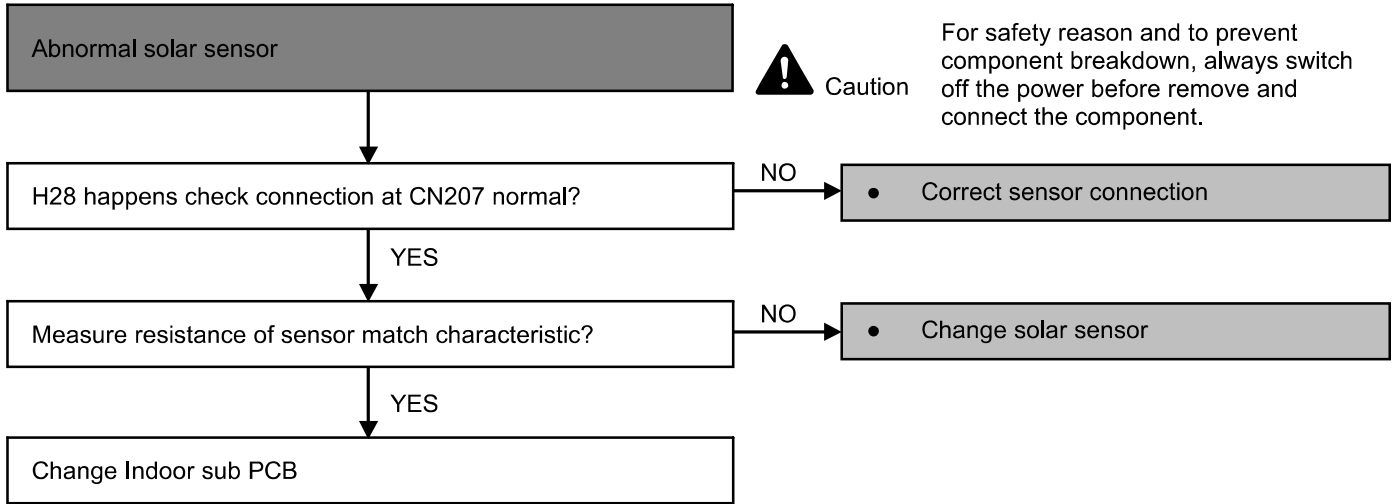 Abnormal solar sensor
Caution
For safety reason and to prevent
component breakdown, always switch
off the power before remove and
connect the component.
H28 happens check connection at CN207 normal?
NO
• Correct sensor connection
YES
Measure resistance of sensor match characteristic?
NO
• Change solar sensor
YES
Change Indoor sub PCB